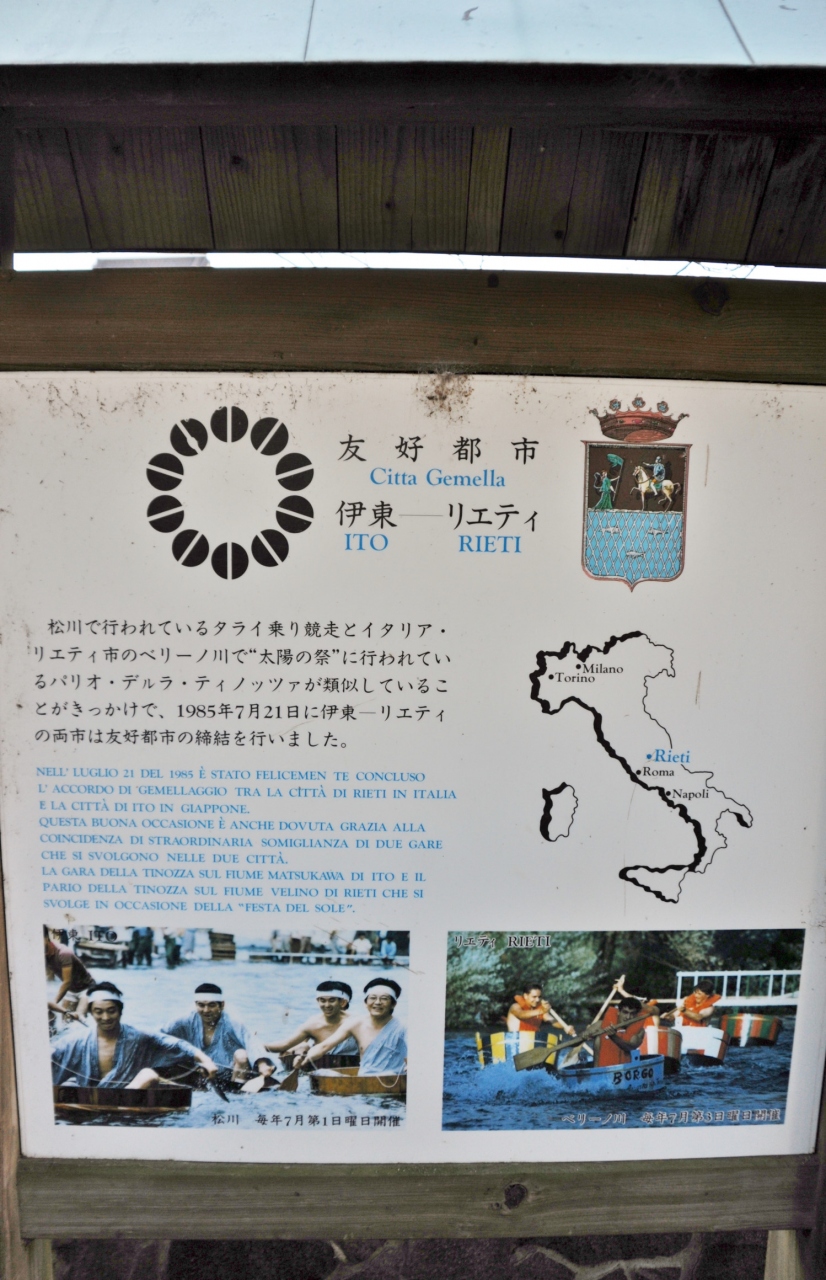 友好都市
Citta Gemella
伊東—リエティ
ITO RIETI
松川で行われているタライ乗り競走とイタリア・
リエティ市のベリーノ川で“太陽の祭”に行われてい
るパリオ・デルラ・ティノッツァが類似しているこ
とがきっかけで、1985年7月21日に伊東—リエティ
の両市は友好都市の締結を行いました。
Milano
Torino
Rieti
Roma
Napoli
NELL' LUGLIO 21 DEL 1985 È STATO FELICEMEN TE CONCLUSO
L' ACCORDO DI GEMELLAGGIO TRA LA CITTÀ DI RIETI IN ITALIA
E LA CITTÀ DI ITO IN GIAPPONE.
QUESTA BUONA OCCASIONE È ANCHE DOVUTA GRAZIA ALLA
COINCIDENZA DI STRAORDINARIA SOMIGLIANZA DI DUE GARE
CHE SI SVOLGONO NELLE DUE CITTÀ.
LA GARA DELLA TINOZZA SUL FIUME MATSUKAWA DI ITO E IL
PARIO DELLA TINOZZA SUL FIUME VELINO DI RIETI CHE SI
SVOLGE IN OCCASIONE DELLA "FESTA DEL SOLE".
伊東 ITO
松川 毎年7月第1日曜日開催
リエティ RIETI
BORGO
ベリーノ川 毎年7月第3日曜日開催